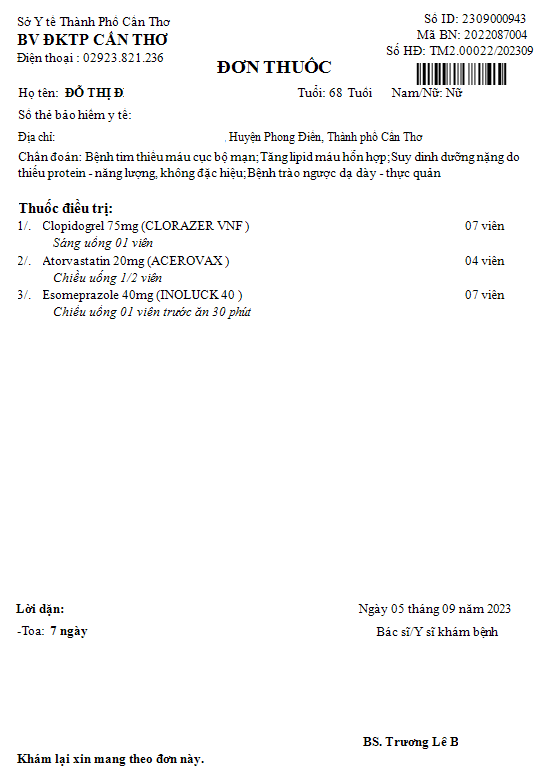 Sở Y tế Thành Phố Cần Thơ
BV ĐKTP CẦN THƠ
Điện thoại : 02923.821.236
Số ID: 2309000943
Mã BN: 2022087004
Số HĐ: TM2.00022/202309
ĐƠN THUỐC
Họ tên: ĐỖ THỊ Đ Tuổi: 68 Tuổi Nam/Nữ: Nữ
Số thẻ bảo hiểm y tế:
Địa chỉ: , Huyện Phong Điền, Thành phố Cần Thơ
Chẩn đoán: Bệnh tim thiếu máu cục bộ mạn; Tăng lipid máu hỗn hợp; Suy dinh dưỡng nặng do
thiếu protein - năng lượng, không đặc hiệu; Bệnh trào ngược dạ dày - thực quản
Thuốc điều trị:
1/. Clopidogrel 75mg (CLORAZER VNF ) 07 viên
Sáng uống 01 viên
2/. Atorvastatin 20mg (ACEROVAX ) 04 viên
Chiều uống 1/2 viên
3/. Esomeprazole 40mg (INOLUCK 40 ) 07 viên
Chiều uống 01 viên trước ăn 30 phút
Lời dặn:
-Toa: 7 ngày
Ngày 05 tháng 09 năm 2023
Bác sĩ/Y sĩ khám bệnh
BS. Trương Lê B
Khám lại xin mang theo đơn này.